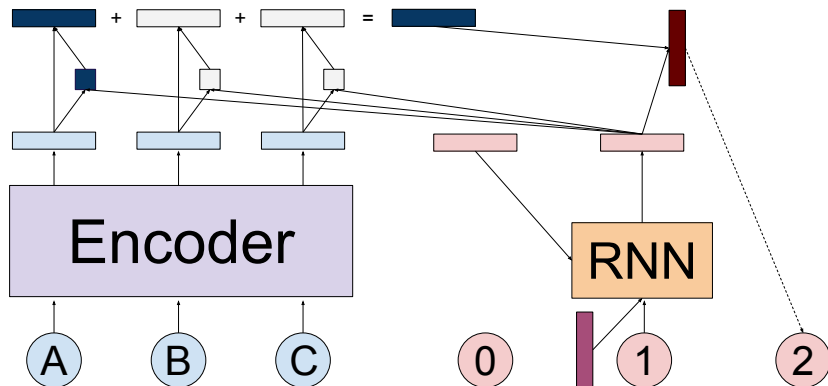 + + =
Encoder
RNN
A B C 0 1 2